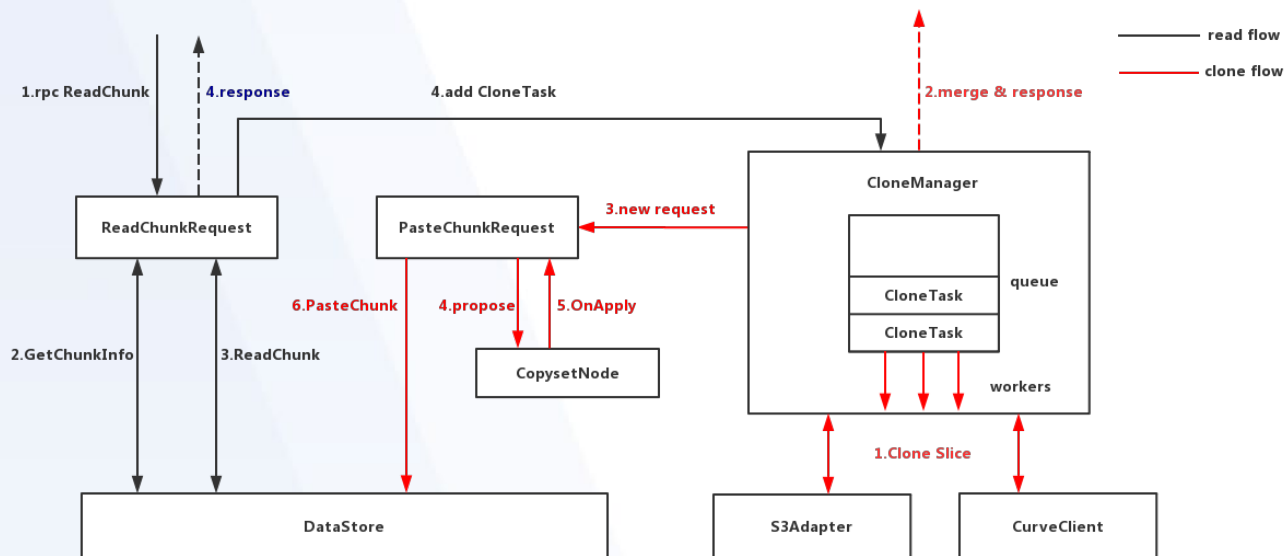 read flow
clone flow
1.rpc ReadChunk
4.response
4.add CloneTask
2.merge & response
CloneManager
ReadChunkRequest
PasteChunkRequest
3.new request
queue
CloneTask
CloneTask
6.PasteChunk
4.propose
5.OnApply
2.GetChunkInfo
3.ReadChunk
CopysetNode
workers
1.Clone Slice
DataStore
S3Adapter
CurveClient